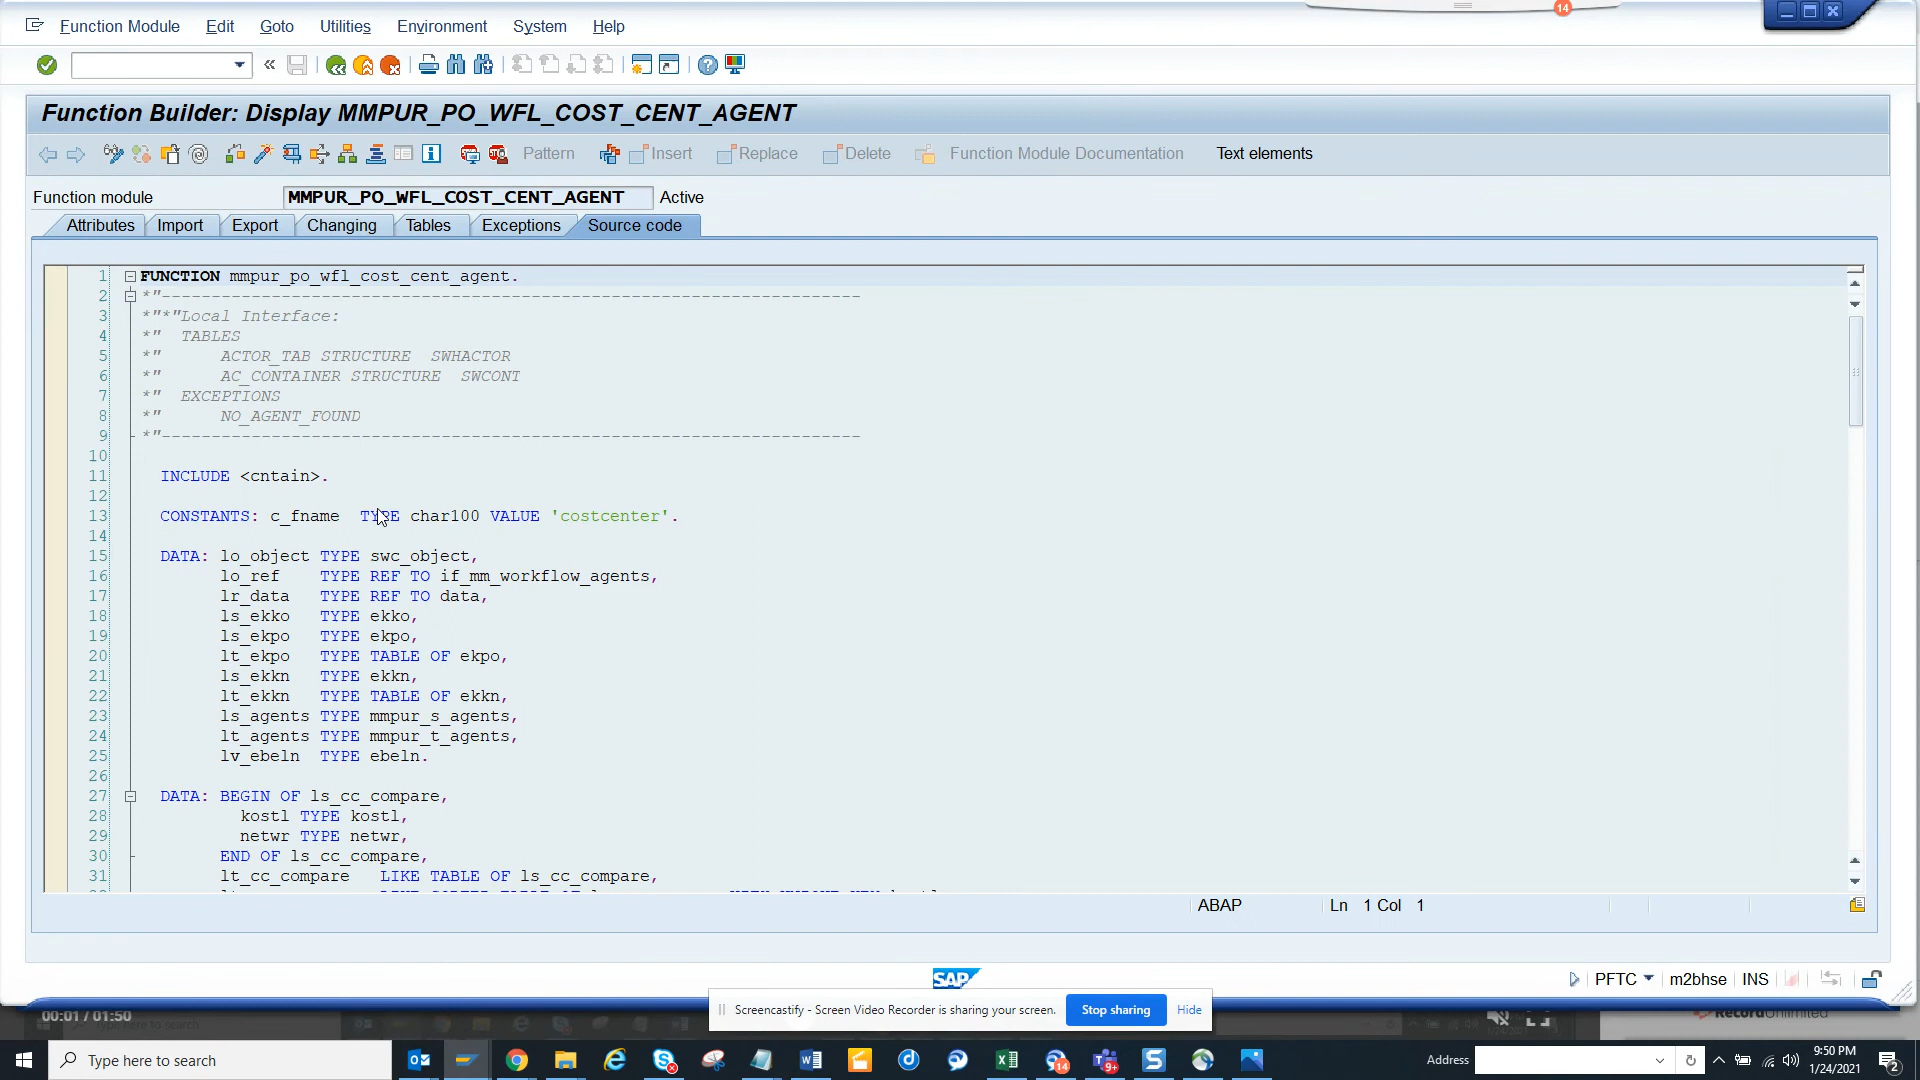 14
Function Module Edit Goto Utilities Environment System Help
Function Builder: Display MMPUR_PO_WFL_COST_CENT_AGENT
Pattern Insert Replace Delete Function Module Documentation Text elements
Function module MMPUR_PO_WFL_COST_CENT_AGENT Active
Attributes Import Export Changing Tables Exceptions Source code
1 FUNCTION mmpur_po_wfl_cost_cent_agent.
2 *"----------------------------------------------------------------------
3 *"*"Local Interface:
4 *" TABLES
5 *" ACTOR_TAB STRUCTURE SWHACTOR
6 *" AC_CONTAINER STRUCTURE SWCONT
7 *" EXCEPTIONS
8 *" NO_AGENT_FOUND
9 *"----------------------------------------------------------------------
10
11 INCLUDE <cntain>.
12
13 CONSTANTS: c_fname TYPE char100 VALUE 'costcenter'.
14
15 DATA: lo_object TYPE swc_object,
16 lo_ref TYPE REF TO if_mm_workflow_agents,
17 lr_data TYPE REF TO data,
18 ls_ekko TYPE ekko,
19 ls_ekpo TYPE ekpo,
20 lt_ekpo TYPE TABLE OF ekpo,
21 ls_ekkn TYPE ekkn,
22 lt_ekkn TYPE TABLE OF ekkn,
23 ls_agents TYPE mmpur_s_agents,
24 lt_agents TYPE mmpur_t_agents,
25 lv_ebeln TYPE ebeln.
26
27 DATA: BEGIN OF ls_cc_compare,
28 kostl TYPE kostl,
29 netwr TYPE netwr,
30 END OF ls_cc_compare,
31 lt_cc_compare LIKE TABLE OF ls_cc_compare,
ABAP Ln 1 Col 1
SAP PFTC m2bhse INS
Screencastify - Screen Video Recorder is sharing your screen. Stop sharing Hide
00:01 / 01:50
RecordUnlimited
Type here to search
14
9+
Address
9:50 PM
1/24/2021
2